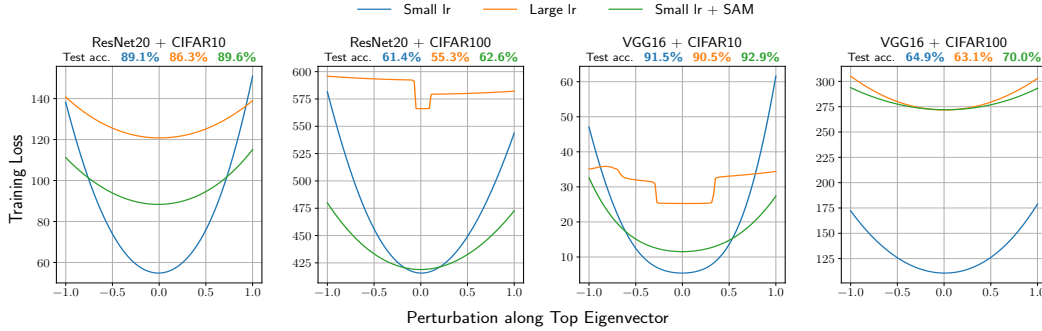 Small lr Large lr Small lr + SAM
ResNet20 + CIFAR10
Test acc. 89.1% 86.3% 89.6%
140
120
100
80
60
−1.0 −0.5 0.0 0.5 1.0
ResNet20 + CIFAR100
Test acc. 61.4% 55.3% 62.6%
600
575
550
525
500
475
450
425
−1.0 −0.5 0.0 0.5 1.0
VGG16 + CIFAR10
Test acc. 91.5% 90.5% 92.9%
60
50
40
30
20
10
−1.0 −0.5 0.0 0.5 1.0
VGG16 + CIFAR100
Test acc. 64.9% 63.1% 70.0%
300
275
250
225
200
175
150
125
−1.0 −0.5 0.0 0.5 1.0
Training Loss
Perturbation along Top Eigenvector